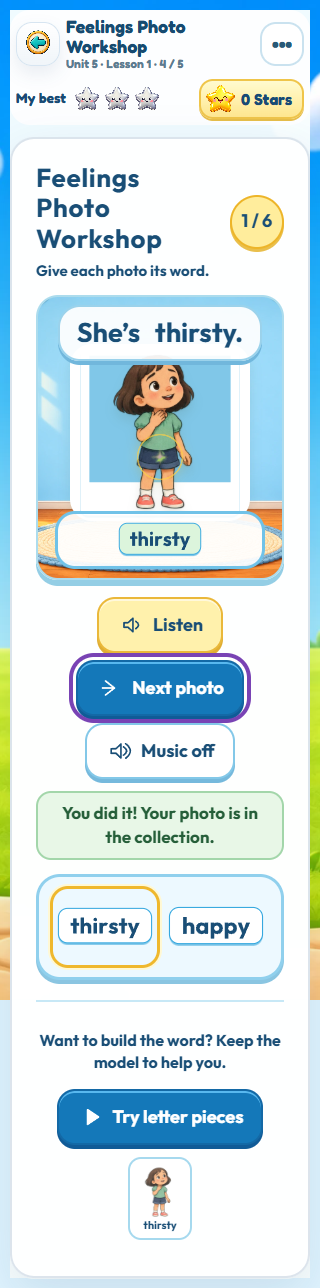 Feelings Photo
Workshop
Unit 5 · Lesson 1 · 4 / 5
•••
My best
0 Stars
Feelings
Photo
Workshop
1 / 6
Give each photo its word.
She's thirsty.
thirsty
Listen
Next photo
Music off
You did it! Your photo is in
the collection.
thirsty
happy
Want to build the word? Keep the
model to help you.
Try letter pieces
thirsty